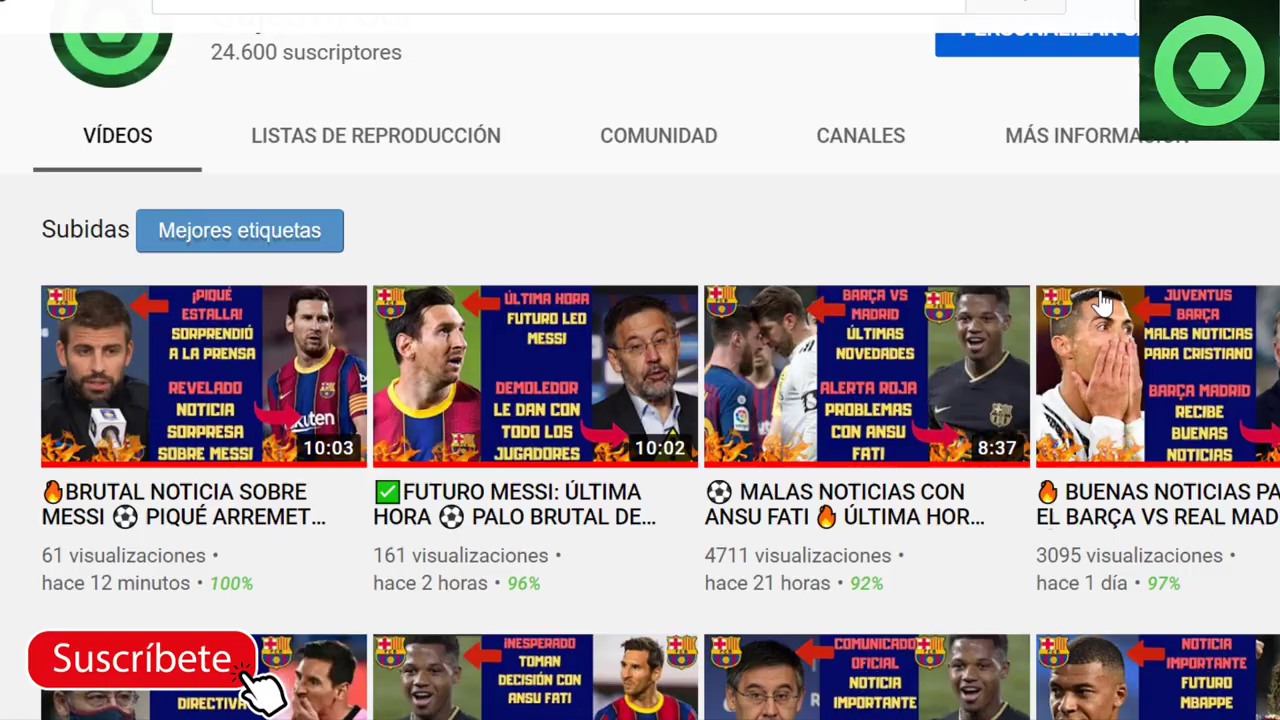 24.600 suscriptores
VÍDEOS
LISTAS DE REPRODUCCIÓN
COMUNIDAD
CANALES
MÁS INFORMACIÓN
Subidas
Mejores etiquetas
¡PIQUÉ
ESTALLA!
SORPRENDIÓ
A LA PRENSA
REVELADO
NOTICIA
SORPRESA
SOBRE MESSI
10:03
ÚLTIMA HORA
FUTURO LEO
MESSI
DEMOLEDOR
LE DAN CON
TODO LOS
JUGADORES
10:02
BARÇA VS
MADRID
ÚLTIMAS
NOVEDADES
ALERTA ROJA
PROBLEMAS
CON ANSU
FATI
8:37
JUVENTUS
BARÇA
MALAS NOTICIAS
PARA CRISTIANO
BARÇA MADRID
RECIBE
BUENAS
NOTICIAS
🔥BRUTAL NOTICIA SOBRE
MESSI ⚽ PIQUÉ ARREMET...
61 visualizaciones •
hace 12 minutos • 100%
✅FUTURO MESSI: ÚLTIMA
HORA ⚽ PALO BRUTAL DE...
161 visualizaciones •
hace 2 horas • 96%
⚽ MALAS NOTICIAS CON
ANSU FATI 🔥 ÚLTIMA HOR...
4711 visualizaciones •
hace 21 horas • 92%
🔥 BUENAS NOTICIAS PA
EL BARÇA VS REAL MAD
3095 visualizaciones •
hace 1 día • 97%
Suscríbete
DIRECTIVA
INESPERADO
TOMAN
DECISIÓN CON
ANSU FATI
COMUNICADO
OFICIAL
NOTICIA
IMPORTANTE
NOTICIA
IMPORTANTE
FUTURO
MBAPPE